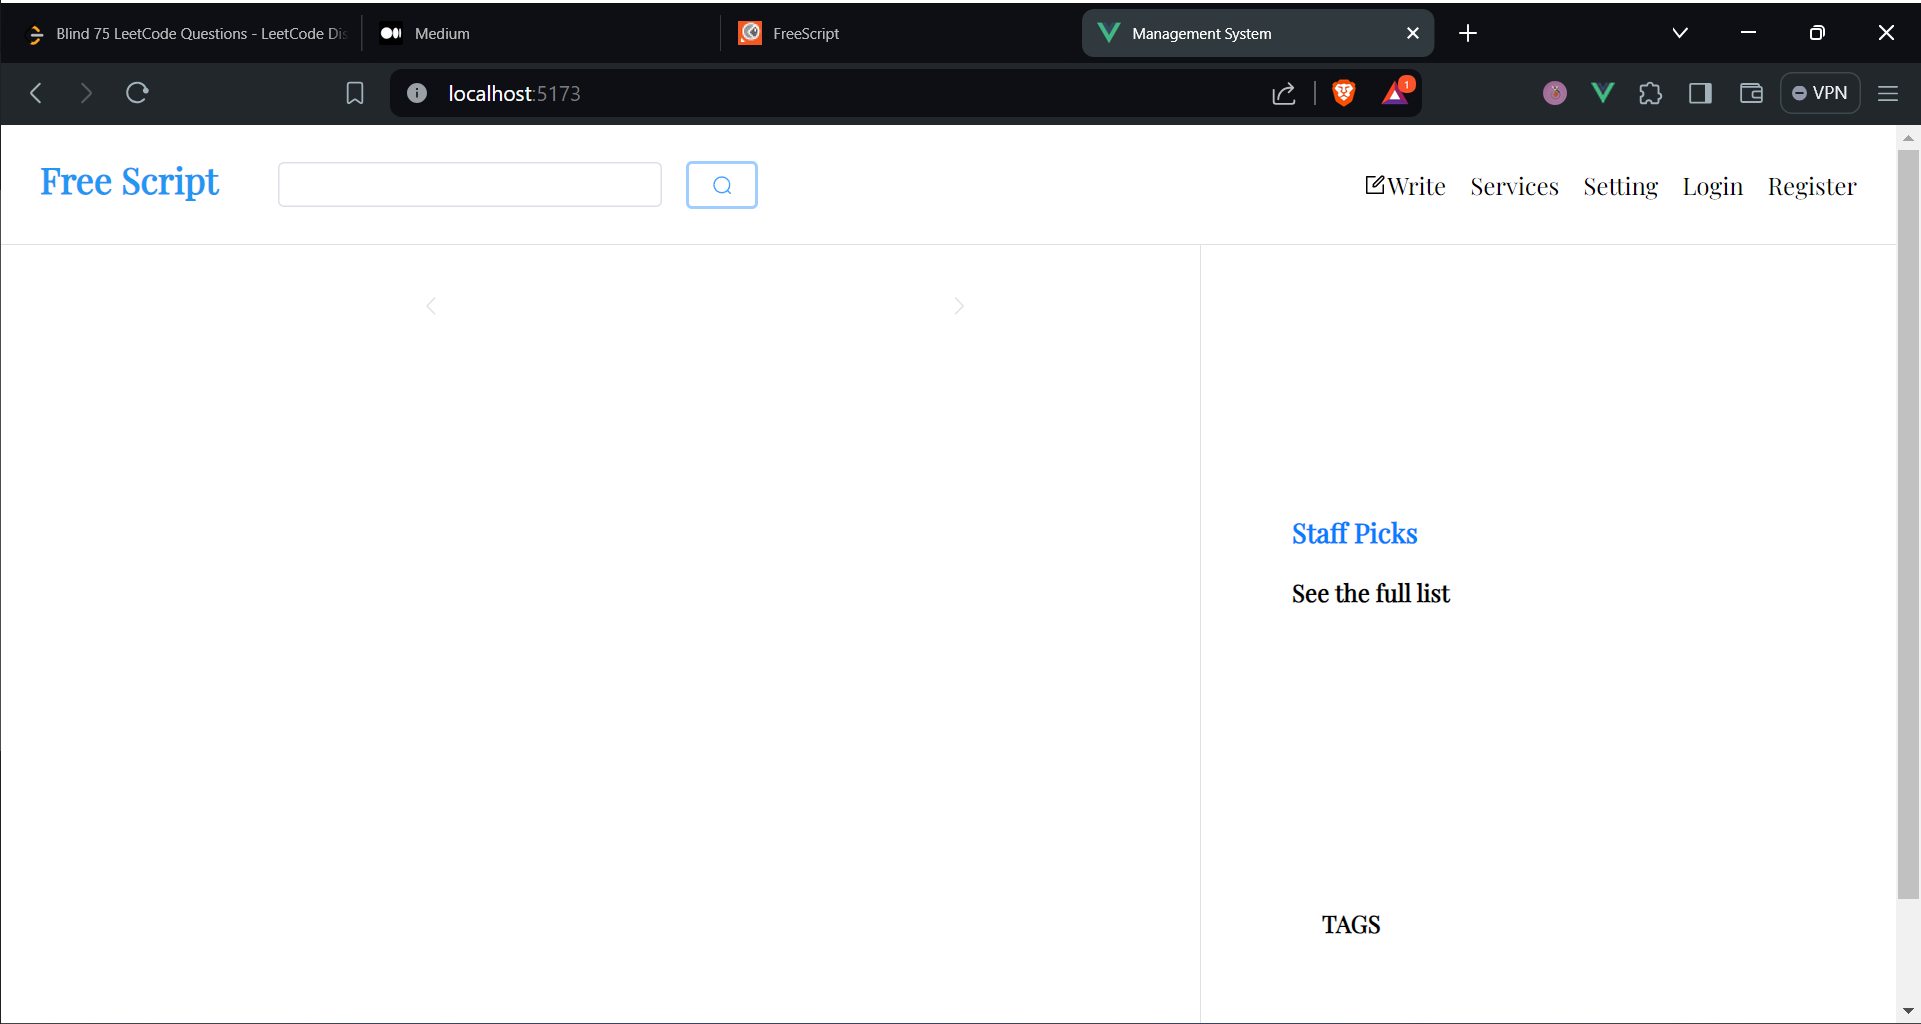 Blind 75 LeetCode Questions - LeetCode Dis
Medium
FreeScript
Management System
localhost:5173
1
VPN
Free Script
Write
Services
Setting
Login
Register
Staff Picks
See the full list
TAGS